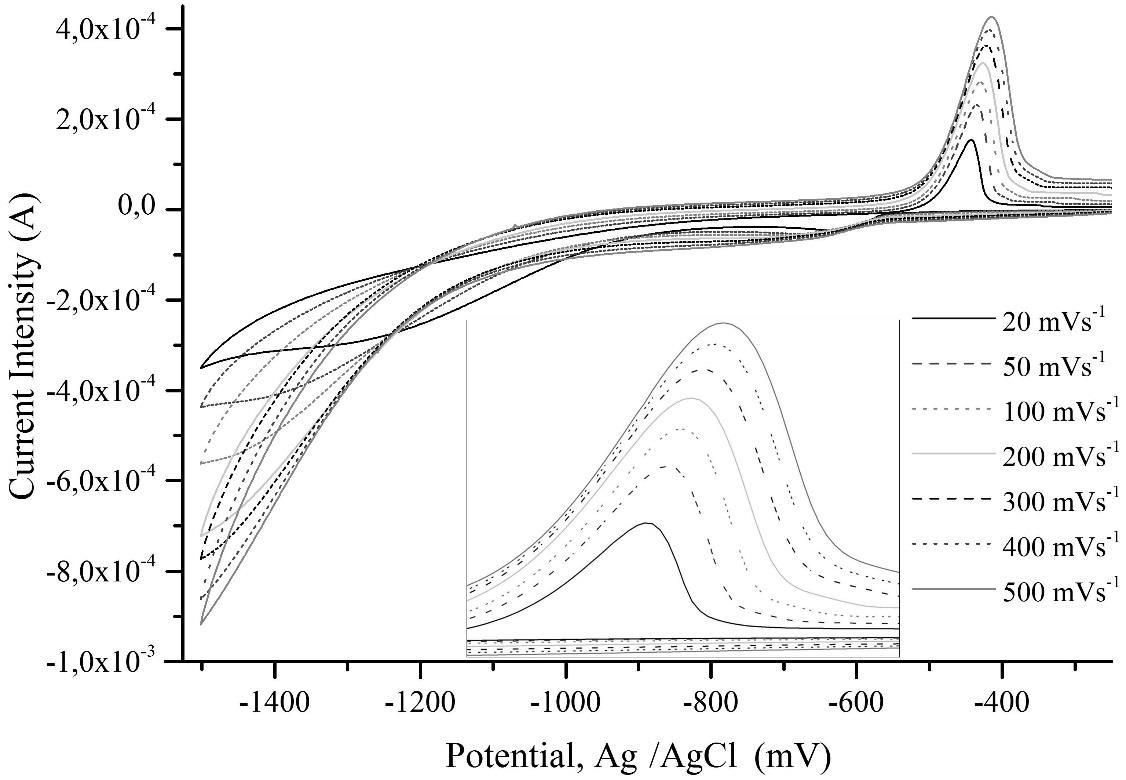 4,0x10⁻⁴
2,0x10⁻⁴
0,0
-2,0x10⁻⁴
-4,0x10⁻⁴
-6,0x10⁻⁴
-8,0x10⁻⁴
-1,0x10⁻³
Current Intensity (A)
20 mVs⁻¹
50 mVs⁻¹
100 mVs⁻¹
200 mVs⁻¹
300 mVs⁻¹
400 mVs⁻¹
500 mVs⁻¹
-1400 -1200 -1000 -800 -600 -400
Potential, Ag /AgCl (mV)